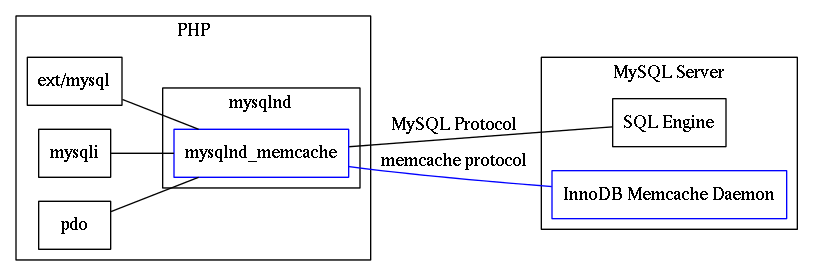 PHP
ext/mysql
mysqli
pdo
mysqlnd
mysqlnd_memcache
MySQL Protocol
memcache protocol
MySQL Server
SQL Engine
InnoDB Memcache Daemon